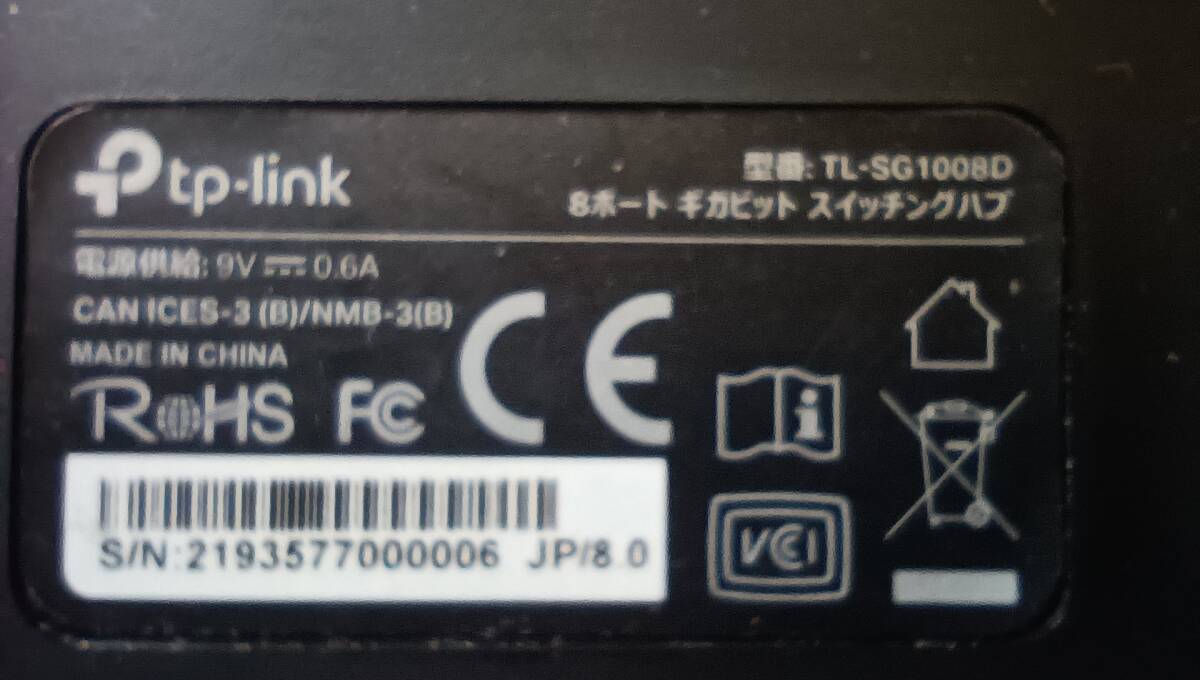 tp-link
型番: TL-SG1008D
8ポート ギガビット スイッチングハブ
電源供給: 9V 0.6A
CAN ICES-3 (B)/NMB-3(B)
MADE IN CHINA
RoHS FC CE
VCI
S/N:2193577000006 JP/8.0